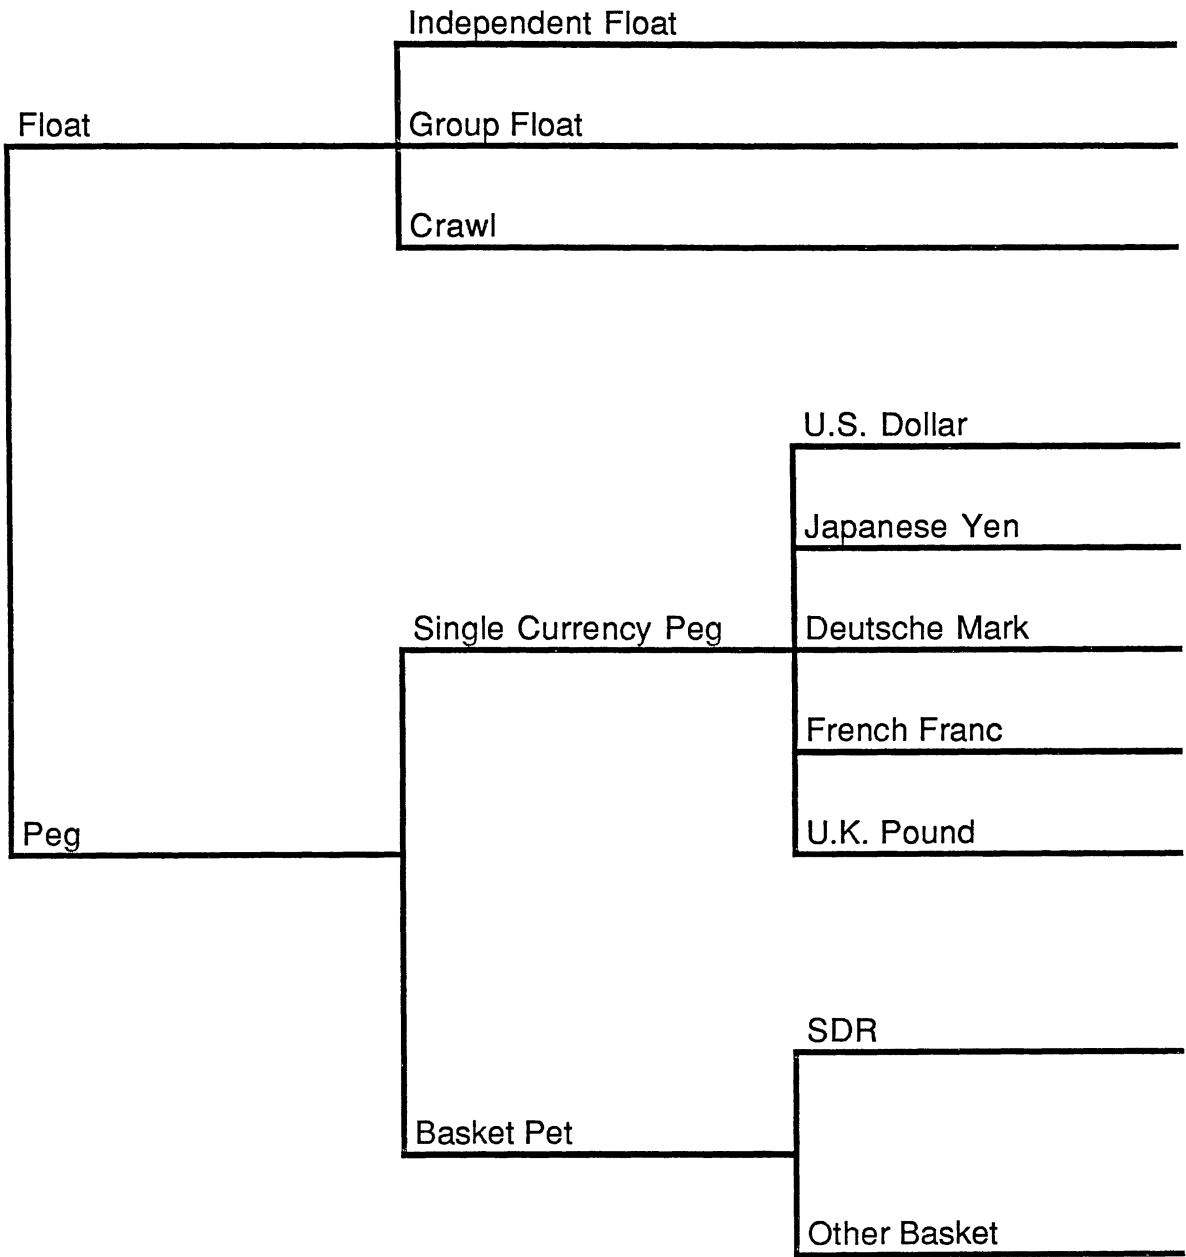 Independent Float
Float
Group Float
Crawl
U.S. Dollar
Japanese Yen
Single Currency Peg
Deutsche Mark
French Franc
Peg
U.K. Pound
SDR
Basket Pet
Other Basket